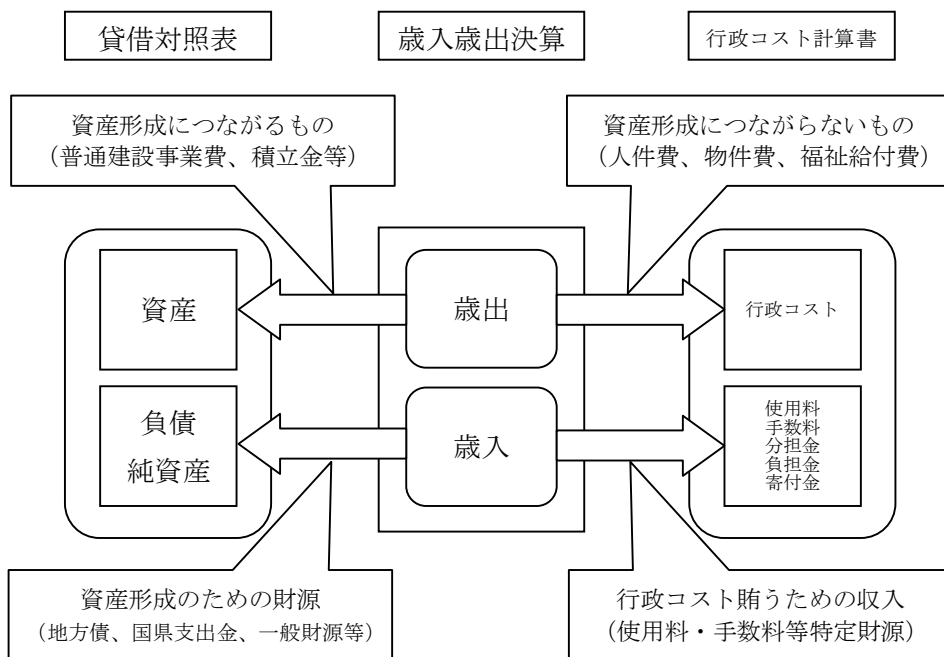 貸借対照表
歳入歳出決算
行政コスト計算書
資産形成につながるもの
（普通建設事業費、積立金等）
資産形成につながらないもの
（人件費、物件費、福祉給付費）
資産
歳出
行政コスト
負債
純資産
歳入
使用料
手数料
分担金
負担金
寄付金
資産形成のための財源
（地方債、国県支出金、一般財源等）
行政コスト賄うための収入
（使用料・手数料等特定財源）